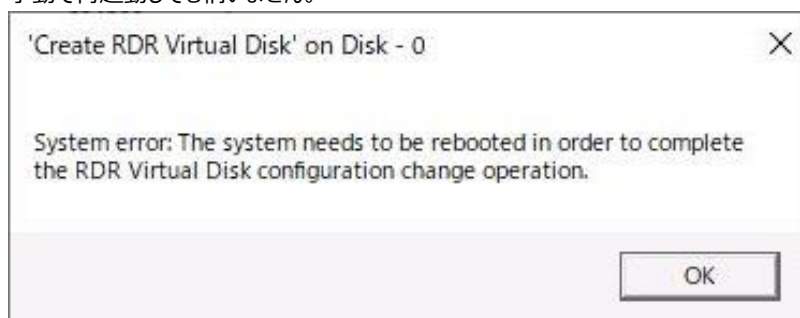 'Create RDR Virtual Disk' on Disk - 0
System error: The system needs to be rebooted in order to complete
the RDR Virtual Disk configuration change operation.
OK